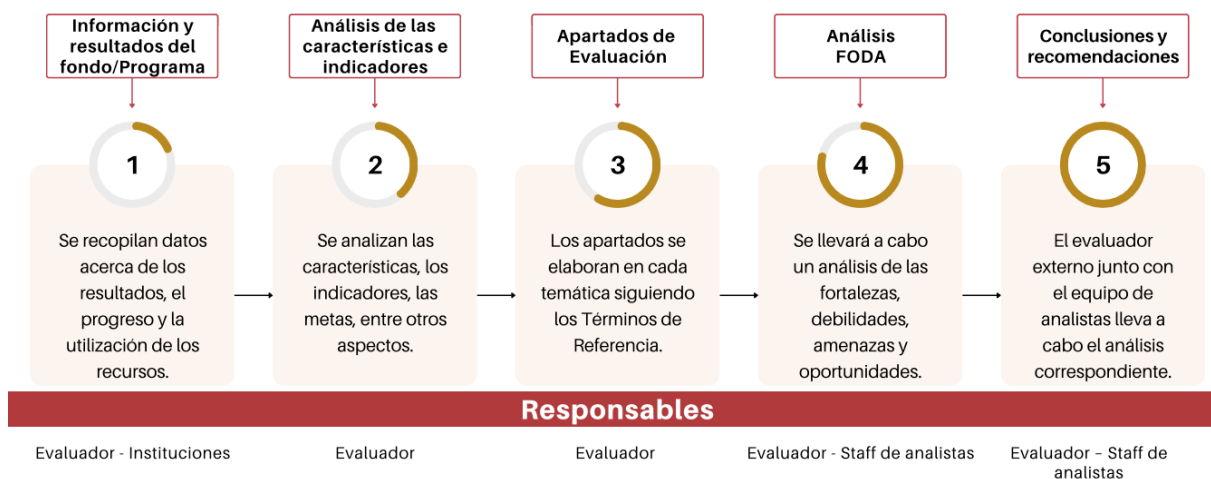 Información y
resultados del
fondo/Programa
Análisis de las
características e
indicadores
Apartados de
Evaluación
Análisis
FODA
Conclusiones y
recomendaciones
1
2
3
4
5
Se recopilan datos
acerca de los
resultados, el
progreso y la
utilización de los
recursos.
Se analizan las
características, los
indicadores, las
metas, entre otros
aspectos.
Los apartados se
elaboran en cada
temática siguiendo
los Términos de
Referencia.
Se llevará a cabo
un análisis de las
fortalezas,
debilidades,
amenazas y
oportunidades.
El evaluador
externo junto con
el equipo de
analistas lleva a
cabo el análisis
correspondiente.
Responsables
Evaluador - Instituciones
Evaluador
Evaluador
Evaluador - Staff de analistas
Evaluador – Staff de
analistas